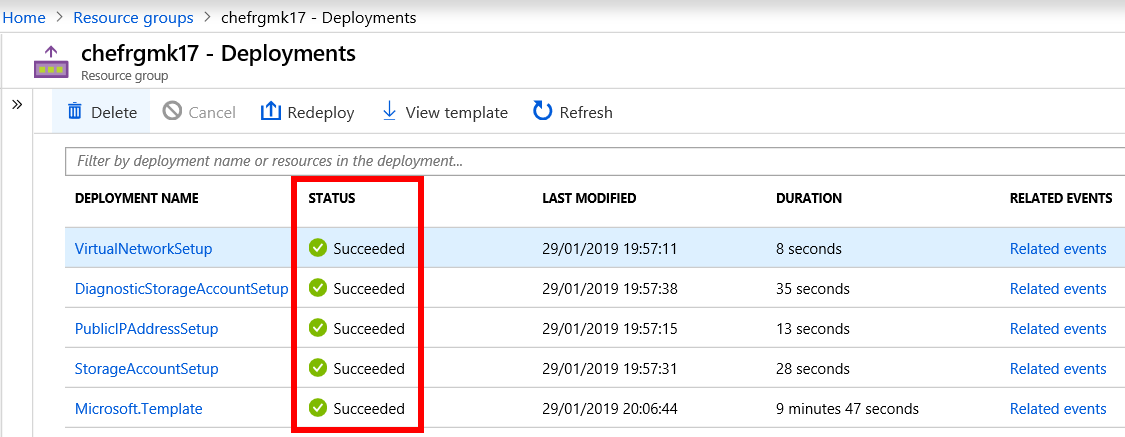 Home > Resource groups > chefrgmk17 - Deployments
chefrgmk17 - Deployments
Resource group
» Delete Cancel Redeploy View template Refresh
Filter by deployment name or resources in the deployment...
DEPLOYMENT NAME STATUS LAST MODIFIED DURATION RELATED EVENTS
VirtualNetworkSetup Succeeded 29/01/2019 19:57:11 8 seconds Related events
DiagnosticStorageAccountSetup Succeeded 29/01/2019 19:57:38 35 seconds Related events
PublicIPAddressSetup Succeeded 29/01/2019 19:57:15 13 seconds Related events
StorageAccountSetup Succeeded 29/01/2019 19:57:31 28 seconds Related events
Microsoft.Template Succeeded 29/01/2019 20:06:44 9 minutes 47 seconds Related events